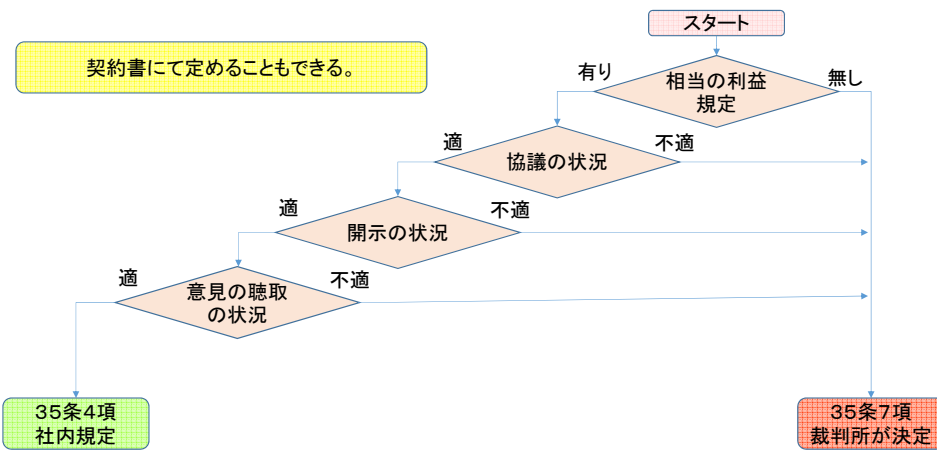 スタート
契約書にて定めることもできる。
有り
相当の利益
規定
無し
適
協議の状況
不適
適
開示の状況
不適
適
意見の聴取
の状況
不適
35条4項
社内規定
35条7項
裁判所が決定